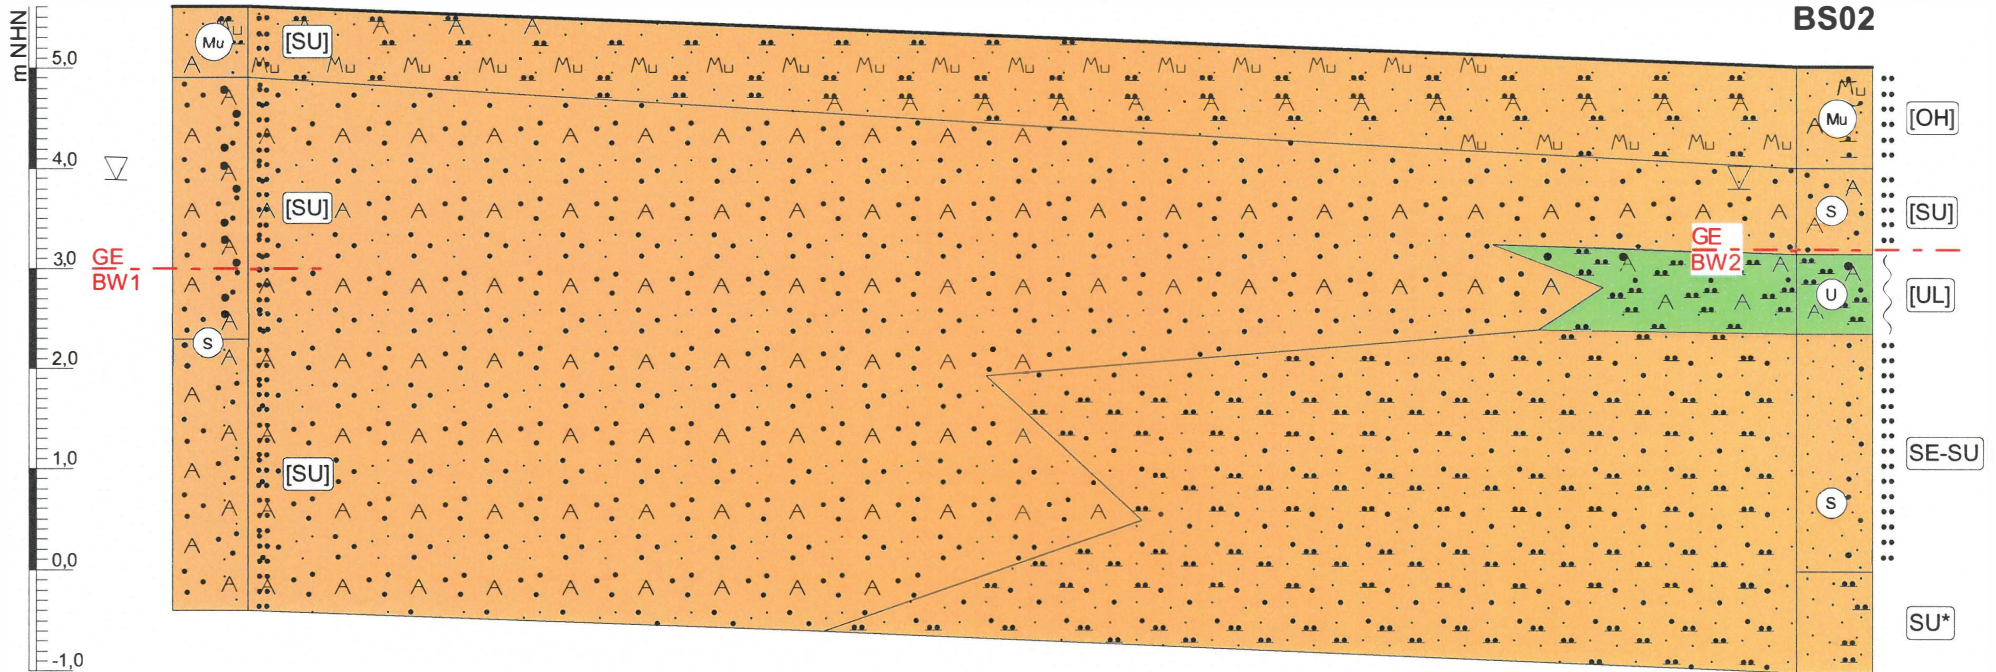 BS02
m NHN
5,0
4,0
3,0
2,0
1,0
0,0
-1,0
Mu
[SU]
[SU]
S
[SU]
GE
BW1
GE
BW2
Mu
[OH]
S
[SU]
U
[UL]
S
SE-SU
SU*